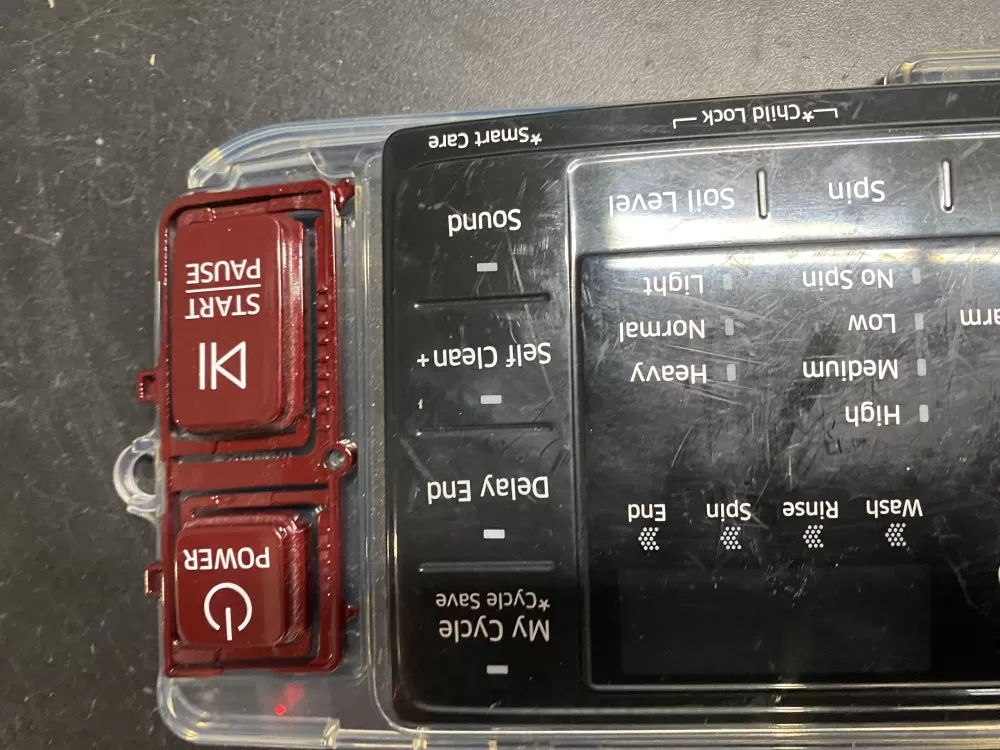 My Cycle
*Cycle Save
Delay End
Self Clean+
Sound
*Smart Care
POWER
START
PAUSE
Wash
Rinse
Spin
End
High
Medium
Low
No Spin
Heavy
Normal
Light
Spin
Soil Level
*Child Lock